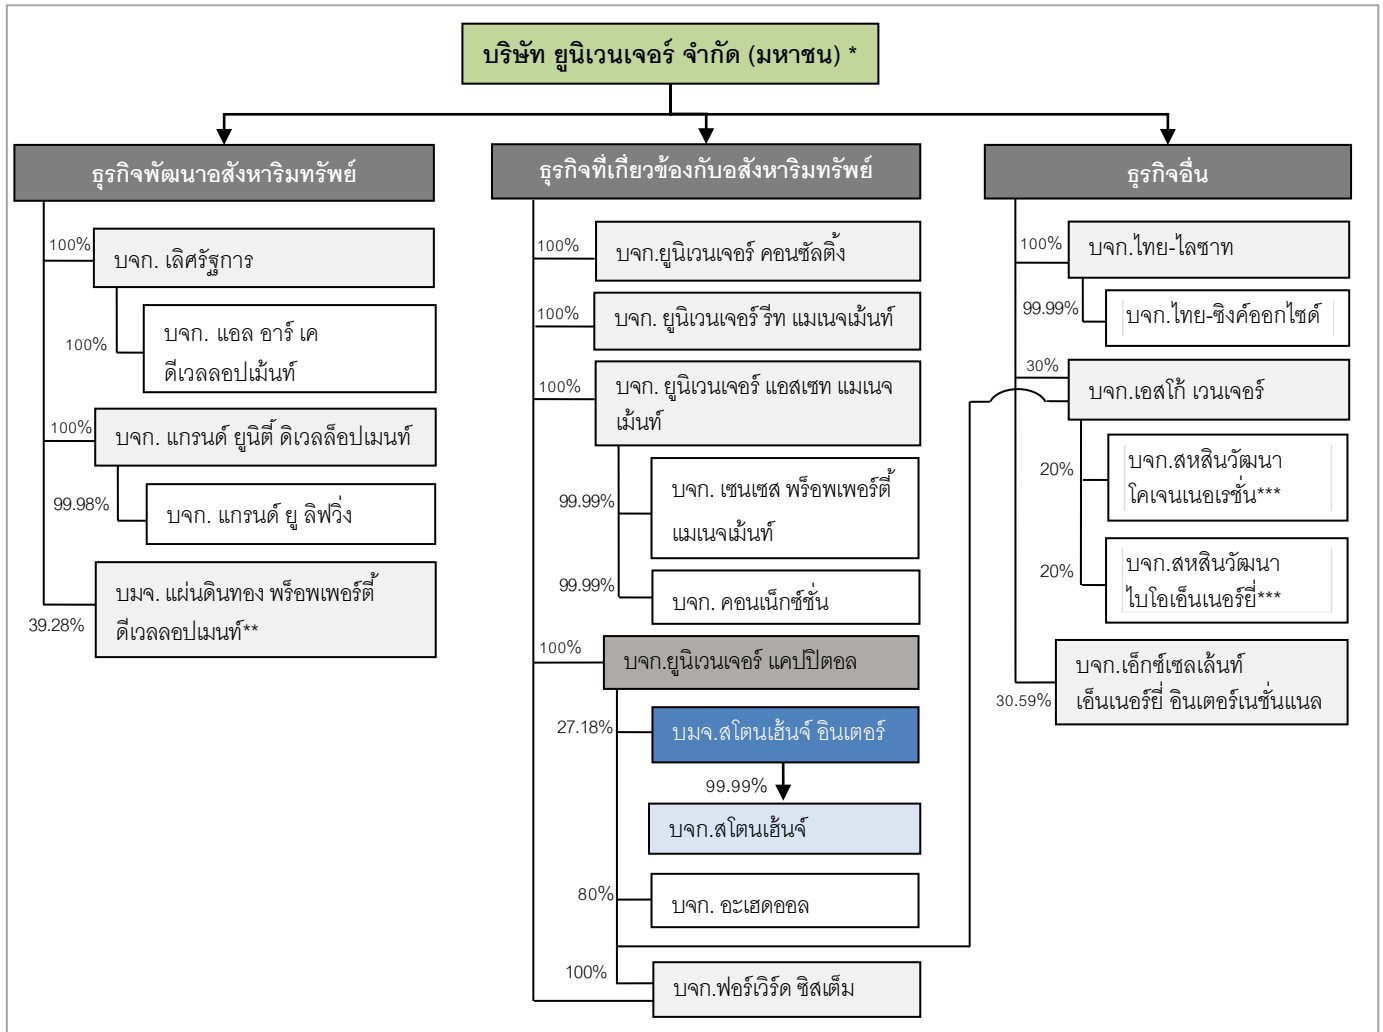 บริษัท ยูนิเวนเจอร์ จำกัด (มหาชน) *
ธุรกิจพัฒนาอสังหาริมทรัพย์
100%
บจก. เลิศรัฐการ
100%
บจก. แอล อาร์ เค
ดีเวลลอปเม้นท์
100%
บจก. แกรนด์ ยูนิตี้ ดิเวลล็อปเมนท์
99.98%
บจก. แกรนด์ ยู ลิฟวิ่ง
39.28%
บมจ. แผ่นดินทอง พร็อพเพอร์ตี้
ดีเวลลอปเมนท์**
ธุรกิจที่เกี่ยวข้องกับอสังหาริมทรัพย์
100%
บจก.ยูนิเวนเจอร์ คอนซัลติ้ง
100%
บจก. ยูนิเวนเจอร์ รีท แมเนจเม้นท์
100%
บจก. ยูนิเวนเจอร์ แอสเซท แมเนจ
เม้นท์
99.99%
บจก. เซนเซส พร็อพเพอร์ตี้
แมเนจเม้นท์
99.99%
บจก. คอนเน็กซ์ชั่น
100%
บจก.ยูนิเวนเจอร์ แคปปิตอล
27.18%
บมจ.สโตนเฮ้นจ์ อินเตอร์
99.99%
บจก.สโตนเฮ้นจ์
80%
บจก. อะเฮดออล
100%
บจก.ฟอร์เวิร์ด ซิสเต็ม
ธุรกิจอื่น
100%
บจก.ไทย-ไลซาท
99.99%
บจก.ไทย-ซิงค์ออกไซด์
30%
บจก.เอสโก้ เวนเจอร์
20%
บจก.สหสินวัฒนา
โคเจนเนอเรชั่น***
20%
บจก.สหสินวัฒนา
ไบโอเอ็นเนอร์ยี่***
30.59%
บจก.เอ็กซ์เซลเล้นท์
เอ็นเนอร์ยี่ อินเตอร์เนชั่นแนล